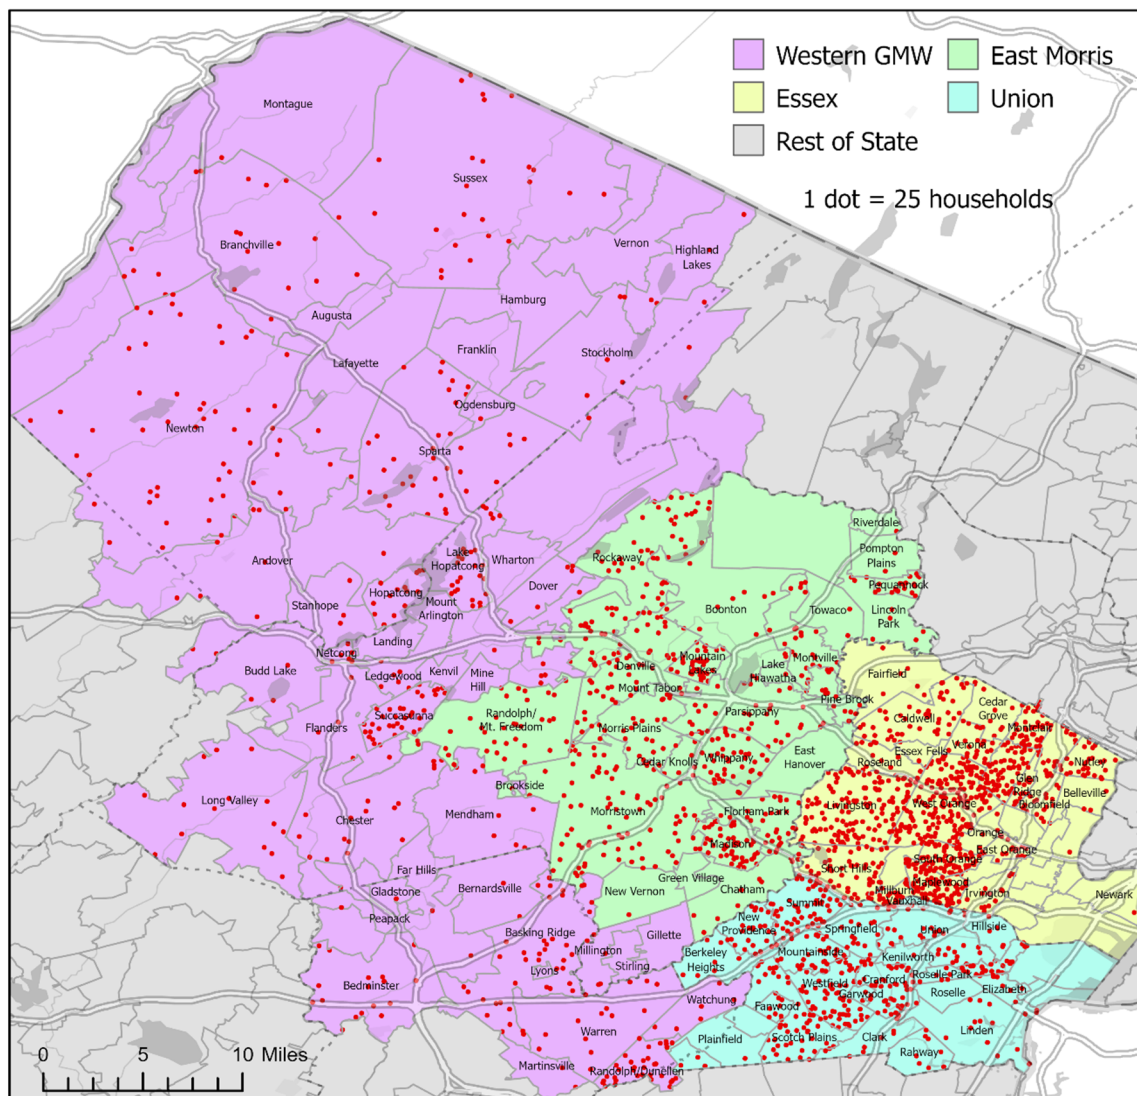 Western GMW
East Morris
Essex
Union
Rest of State
1 dot = 25 households
Montague
Sussex
Branchville
Vernon
Highland
Lakes
Hamburg
Augusta
Franklin
Stockholm
Lafayette
Ogdensburg
Newton
Sparta
Riverdale
Pompton
Plains
Lake
Hopatcong
Wharton
Rockaway
Andover
Dover
Pequannock
Hopatcong
Mount
Arlington
Stanhope
Boonton
Towaco
Lincoln
Park
Landing
Netcong
Budd Lake
Ledgewood
Kenvil
Mine
Hill
Denville
Mountain
Lakes
Lake
Hiawatha
Montville
Fairfield
Mount Tabor
Pine Brook
Cedar
Grove
Flanders
Succasunna
Randolph/
Mt. Freedom
Morris Plains
Parsippany
Caldwell
Montclair
Essex Fells
Verona
Cedar Knolls
Whippany
East
Hanover
Roseland
Nutley
Glen
Ridge
Belleville
Brookside
Long Valley
Chester
Mendham
Morristown
Florham Park
Livingston
West Orange
Bloomfield
Madison
Orange
East Orange
South Orange
Far Hills
Gladstone
Bernardsville
Green Village
Short Hills
Maplewood
New Vernon
Chatham
Millburn
Vauxhall
Irvington
Newark
Peapack
Summit
New
Providence
Springfield
Union
Hillside
Basking Ridge
Gillette
Millington
Stirling
Lyons
Berkeley
Heights
Mountainside
Kenilworth
Roselle Park
Bedminster
Westfield
Cranford
Garwood
Roselle
Elizabeth
Watchung
Fanwood
Warren
Plainfield
Scotch Plains
Clark
Linden
Rahway
Martinsville
Randolph/Dunellen
0 5 10 Miles